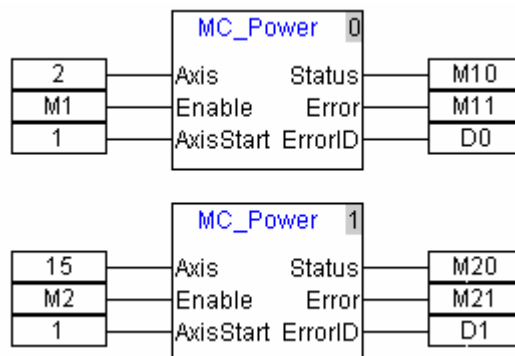 MC_Power 0
2 Axis Status M10
M1 Enable Error M11
1 AxisStart ErrorID D0
MC_Power 1
15 Axis Status M20
M2 Enable Error M21
1 AxisStart ErrorID D1